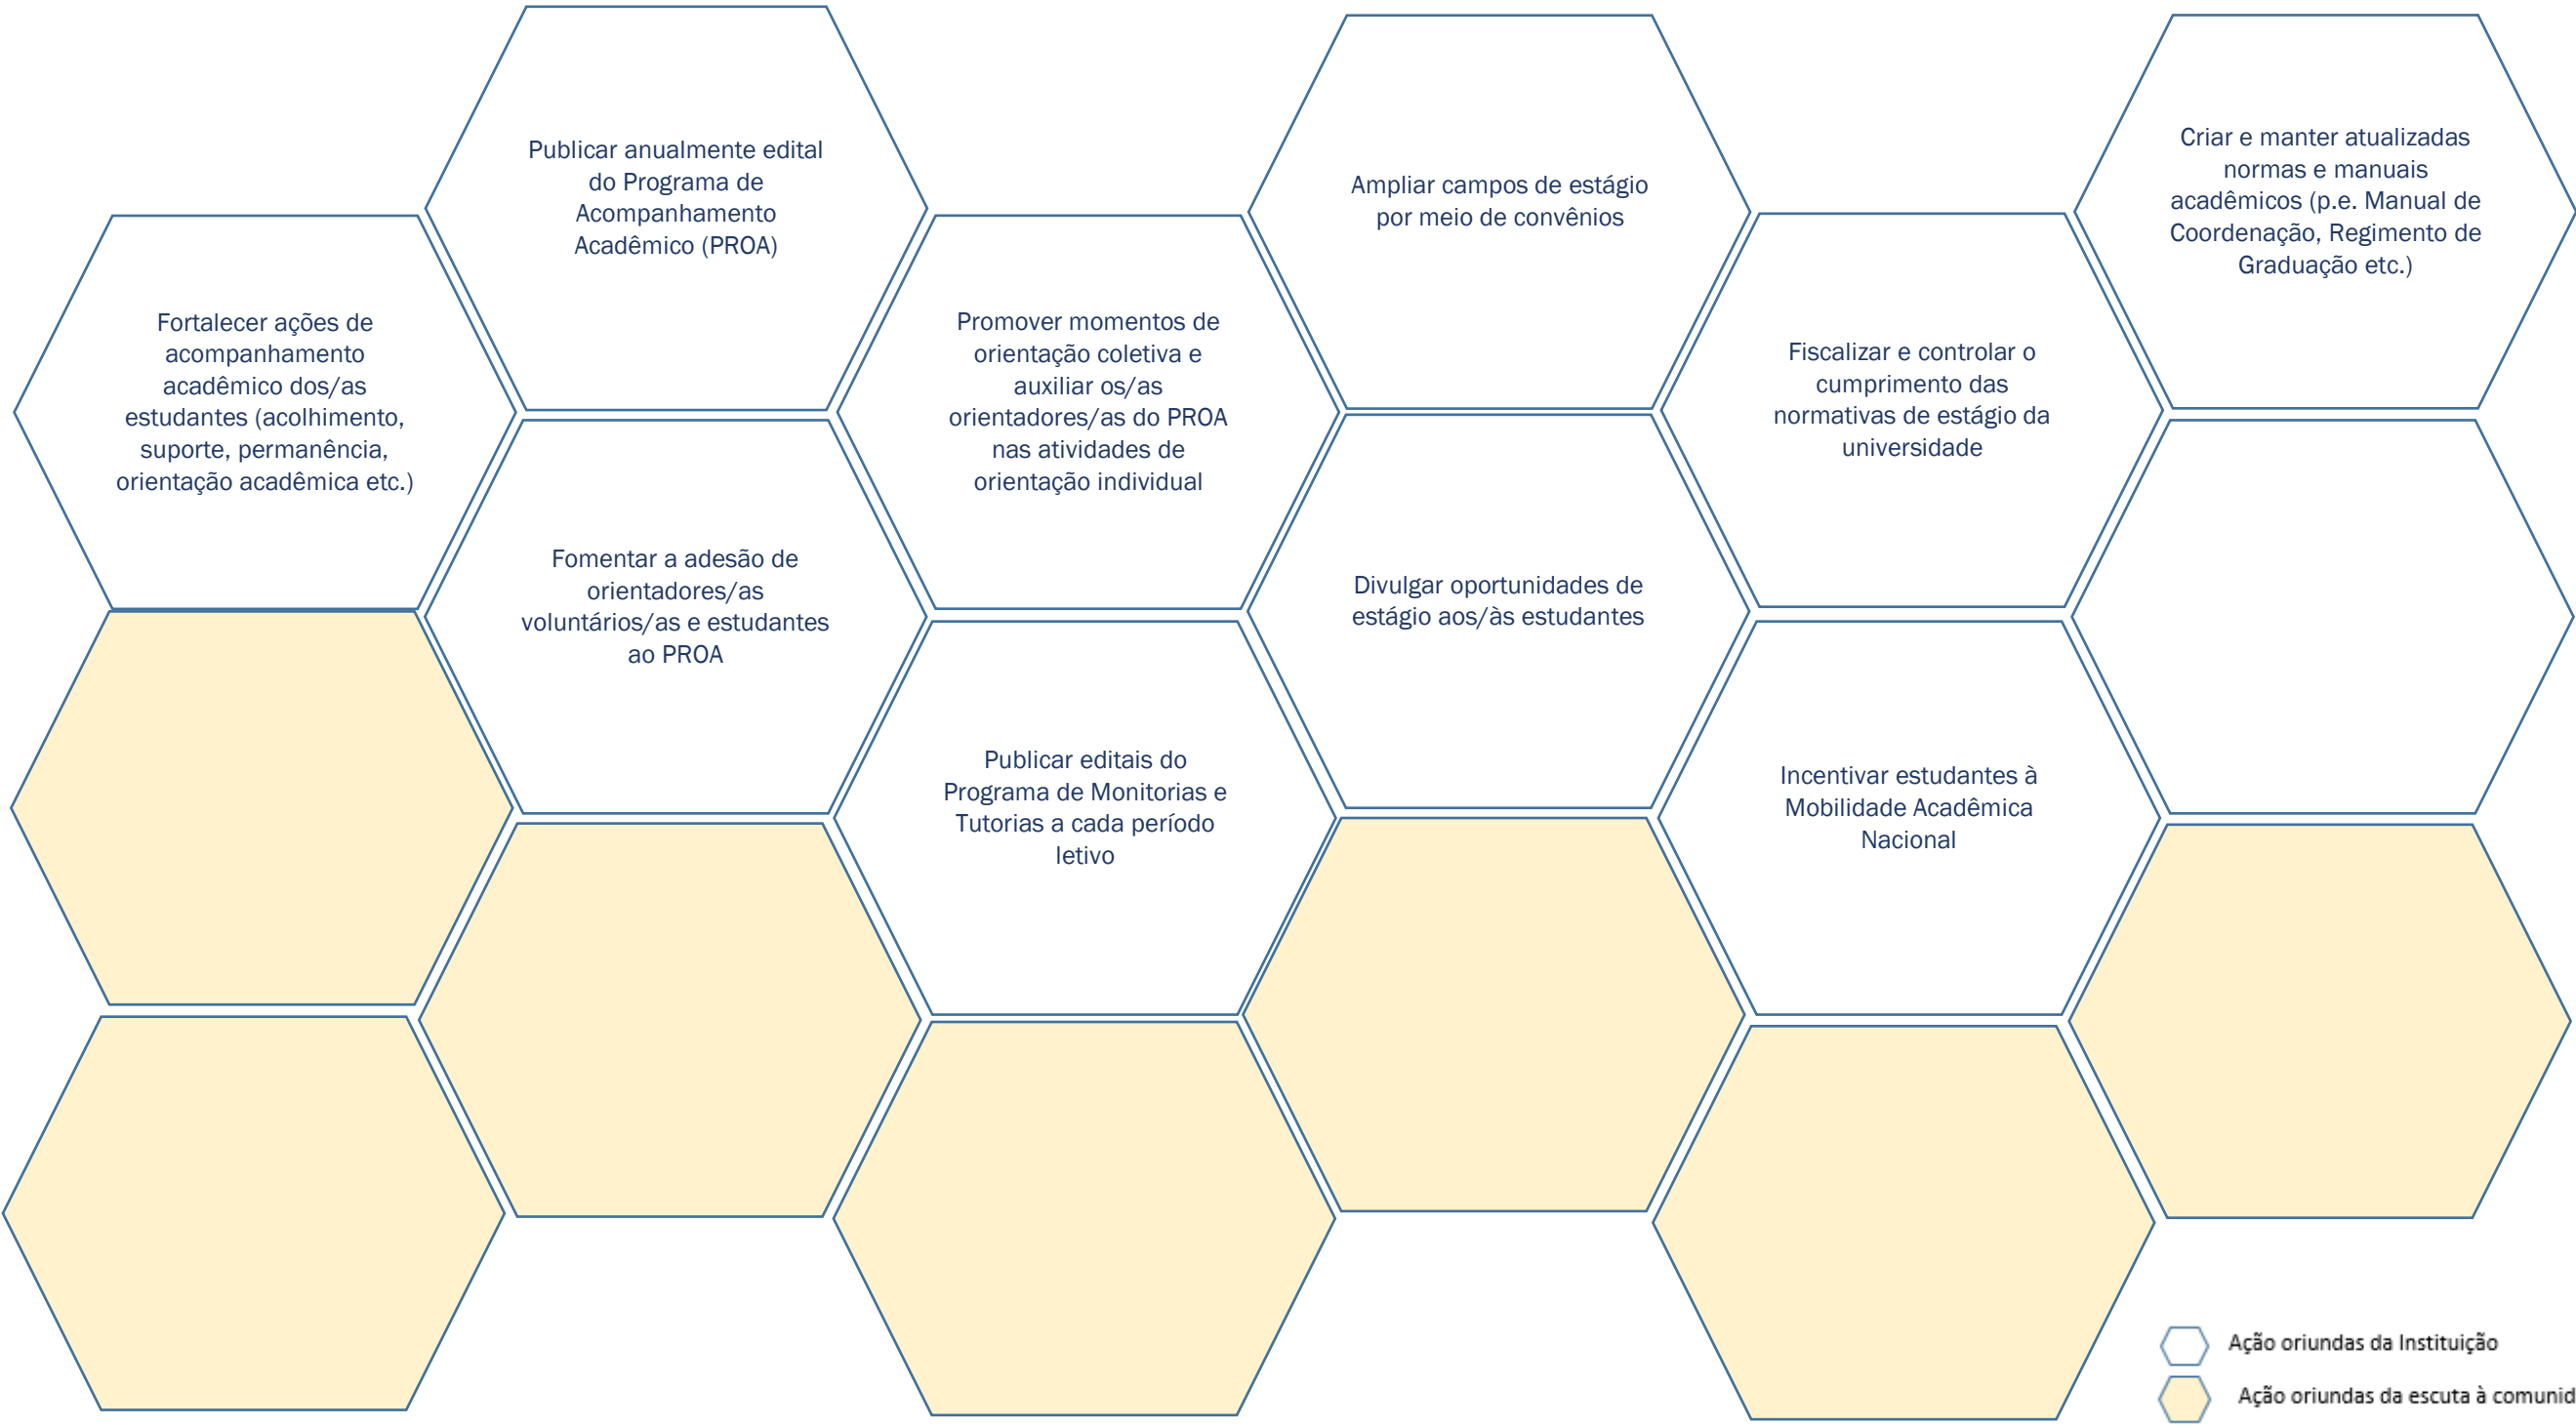 Publicar anualmente edital
do Programa de
Acompanhamento
Acadêmico (PROA)
Ampliar campos de estágio
por meio de convênios
Criar e manter atualizadas
normas e manuais
acadêmicos (p.e. Manual de
Coordenação, Regimento de
Graduação etc.)
Fortalecer ações de
acompanhamento
acadêmico dos/as
estudantes (acolhimento,
suporte, permanência,
orientação acadêmica etc.)
Promover momentos de
orientação coletiva e
auxiliar os/as
orientadores/as do PROA
nas atividades de
orientação individual
Fiscalizar e controlar o
cumprimento das
normativas de estágio da
universidade
Fomentar a adesão de
orientadores/as
voluntários/as e estudantes
ao PROA
Divulgar oportunidades de
estágio aos/às estudantes
Publicar editais do
Programa de Monitorias e
Tutorias a cada período
letivo
Incentivar estudantes à
Mobilidade Acadêmica
Nacional
Ação oriundas da Instituição
Ação oriundas da escuta à comunid